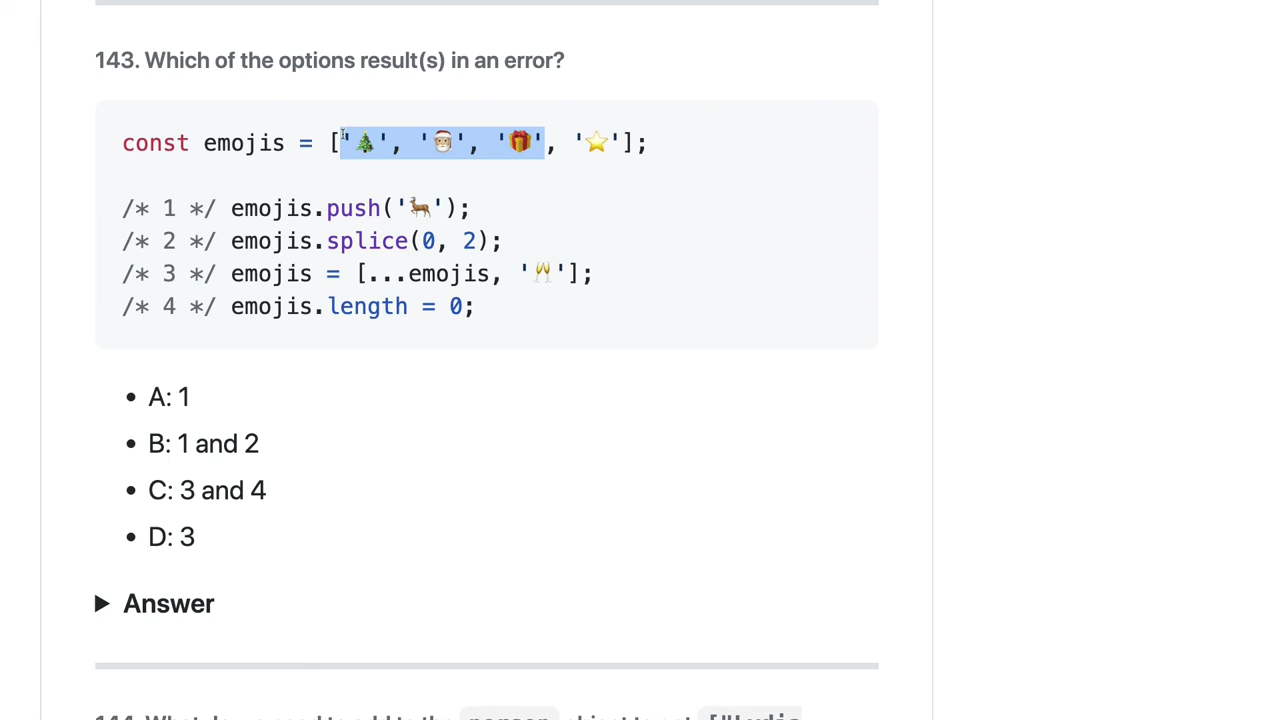 143. Which of the options result(s) in an error?
const emojis = ['🎄', '🎅🏼', '🎁', '⭐'];
/* 1 */ emojis.push('🦌');
/* 2 */ emojis.splice(0, 2);
/* 3 */ emojis = [...emojis, '🥂'];
/* 4 */ emojis.length = 0;
• A: 1
• B: 1 and 2
• C: 3 and 4
• D: 3
▶ Answer